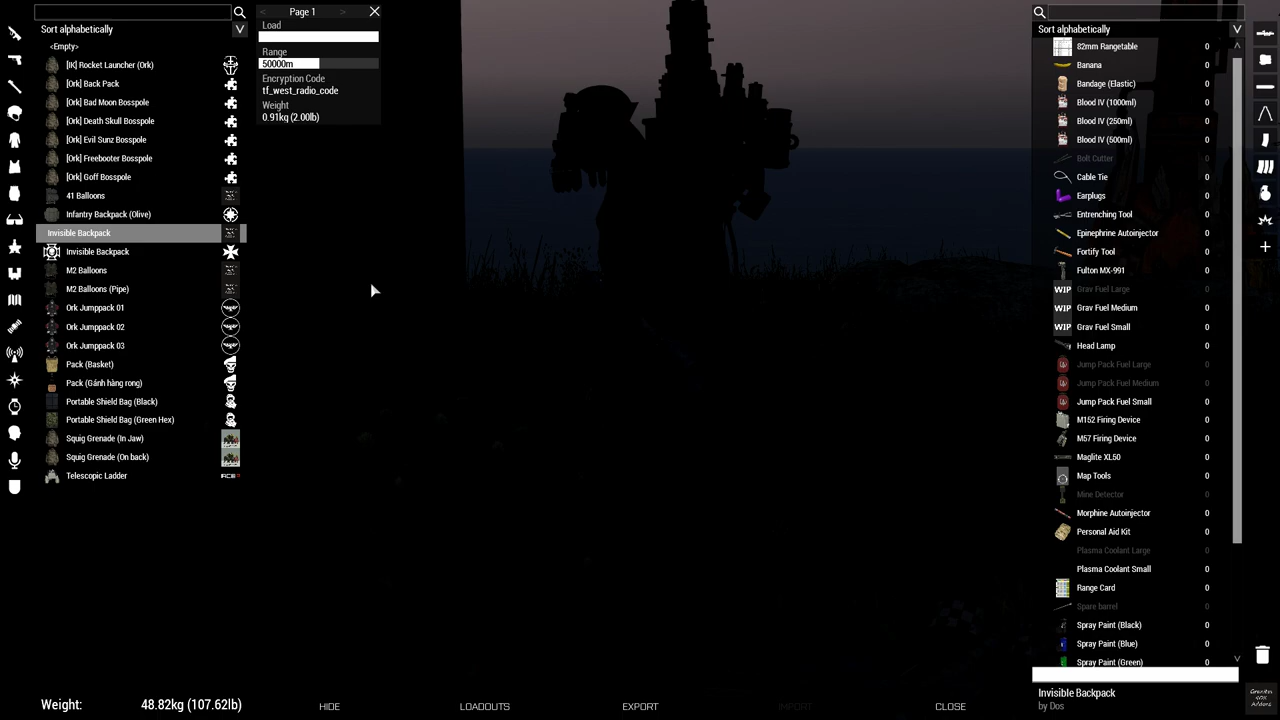 Sort alphabetically
<Empty>
[IK] Rocket Launcher (Ork)
[Ork] Back Pack
[Ork] Bad Moon Bosspole
[Ork] Death Skull Bosspole
[Ork] Evil Sunz Bosspole
[Ork] Freebooter Bosspole
[Ork] Goff Bosspole
41 Balloons
Infantry Backpack (Olive)
Invisible Backpack
Invisible Backpack
M2 Balloons
M2 Balloons (Pipe)
Ork Jumppack 01
Ork Jumppack 02
Ork Jumppack 03
Pack (Basket)
Pack (Gánh hàng rong)
Portable Shield Bag (Black)
Portable Shield Bag (Green Hex)
Squig Grenade (In Jaw)
Squig Grenade (On back)
Telescopic Ladder
ACE
Weight: 48.82kg (107.62lb)
< Page 1 >
Load
Range
50000m
Encryption Code
tf_west_radio_code
Weight
0.91kg (2.00lb)
HIDE LOADOUTS EXPORT IMPORT CLOSE
Sort alphabetically
82mm Rangetable 0
Banana 0
Bandage (Elastic) 0
Blood IV (1000ml) 0
Blood IV (250ml) 0
Blood IV (500ml) 0
Bolt Cutter 0
Cable Tie 0
Earplugs 0
Entrenching Tool 0
Epinephrine Autoinjector 0
Fortify Tool 0
Fulton MX-991 0
WIP Grav Fuel Large 0
WIP Grav Fuel Medium 0
WIP Grav Fuel Small 0
Head Lamp 0
Jump Pack Fuel Large 0
Jump Pack Fuel Medium 0
Jump Pack Fuel Small 0
M152 Firing Device 0
M57 Firing Device 0
Maglite XL50 0
Map Tools 0
Mine Detector 0
Morphine Autoinjector 0
Personal Aid Kit 0
Plasma Coolant Large 0
Plasma Coolant Small 0
Range Card 0
Spare barrel 0
Spray Paint (Black) 0
Spray Paint (Blue) 0
Spray Paint (Green) 0
Invisible Backpack
by Dos